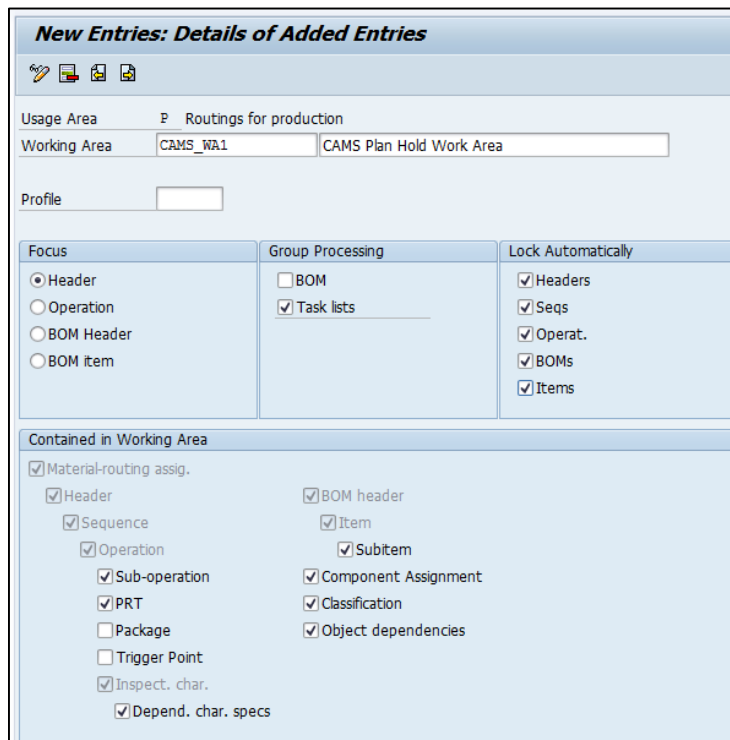 New Entries: Details of Added Entries
Usage Area P Routings for production
Working Area CAMS_WA1 CAMS Plan Hold Work Area
Profile
Focus Group Processing Lock Automatically
Header BOM Headers
Operation Task lists Seqs
BOM Header Operat.
BOM item BOMs
Items
Contained in Working Area
Material-routing assig.
Header BOM header
Sequence Item
Operation Subitem
Sub-operation Component Assignment
PRT Classification
Package Object dependencies
Trigger Point
Inspect. char.
Depend. char. specs